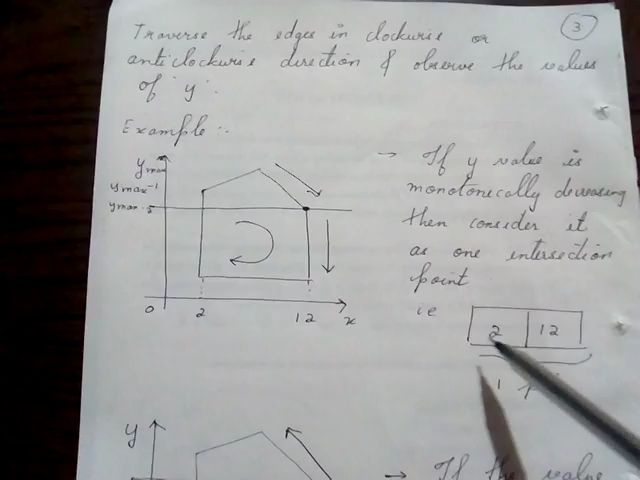 3
Traverse the edges in clockwise or
anticlockwise direction & observe the values
of 'y'.
Example :-
ymax
ymax-1
ymax-5
0 2 12 x
→ If y value is
monotonically decreasing
then consider it
as one intersection
point
ie
2 12
1
y
→ If the value